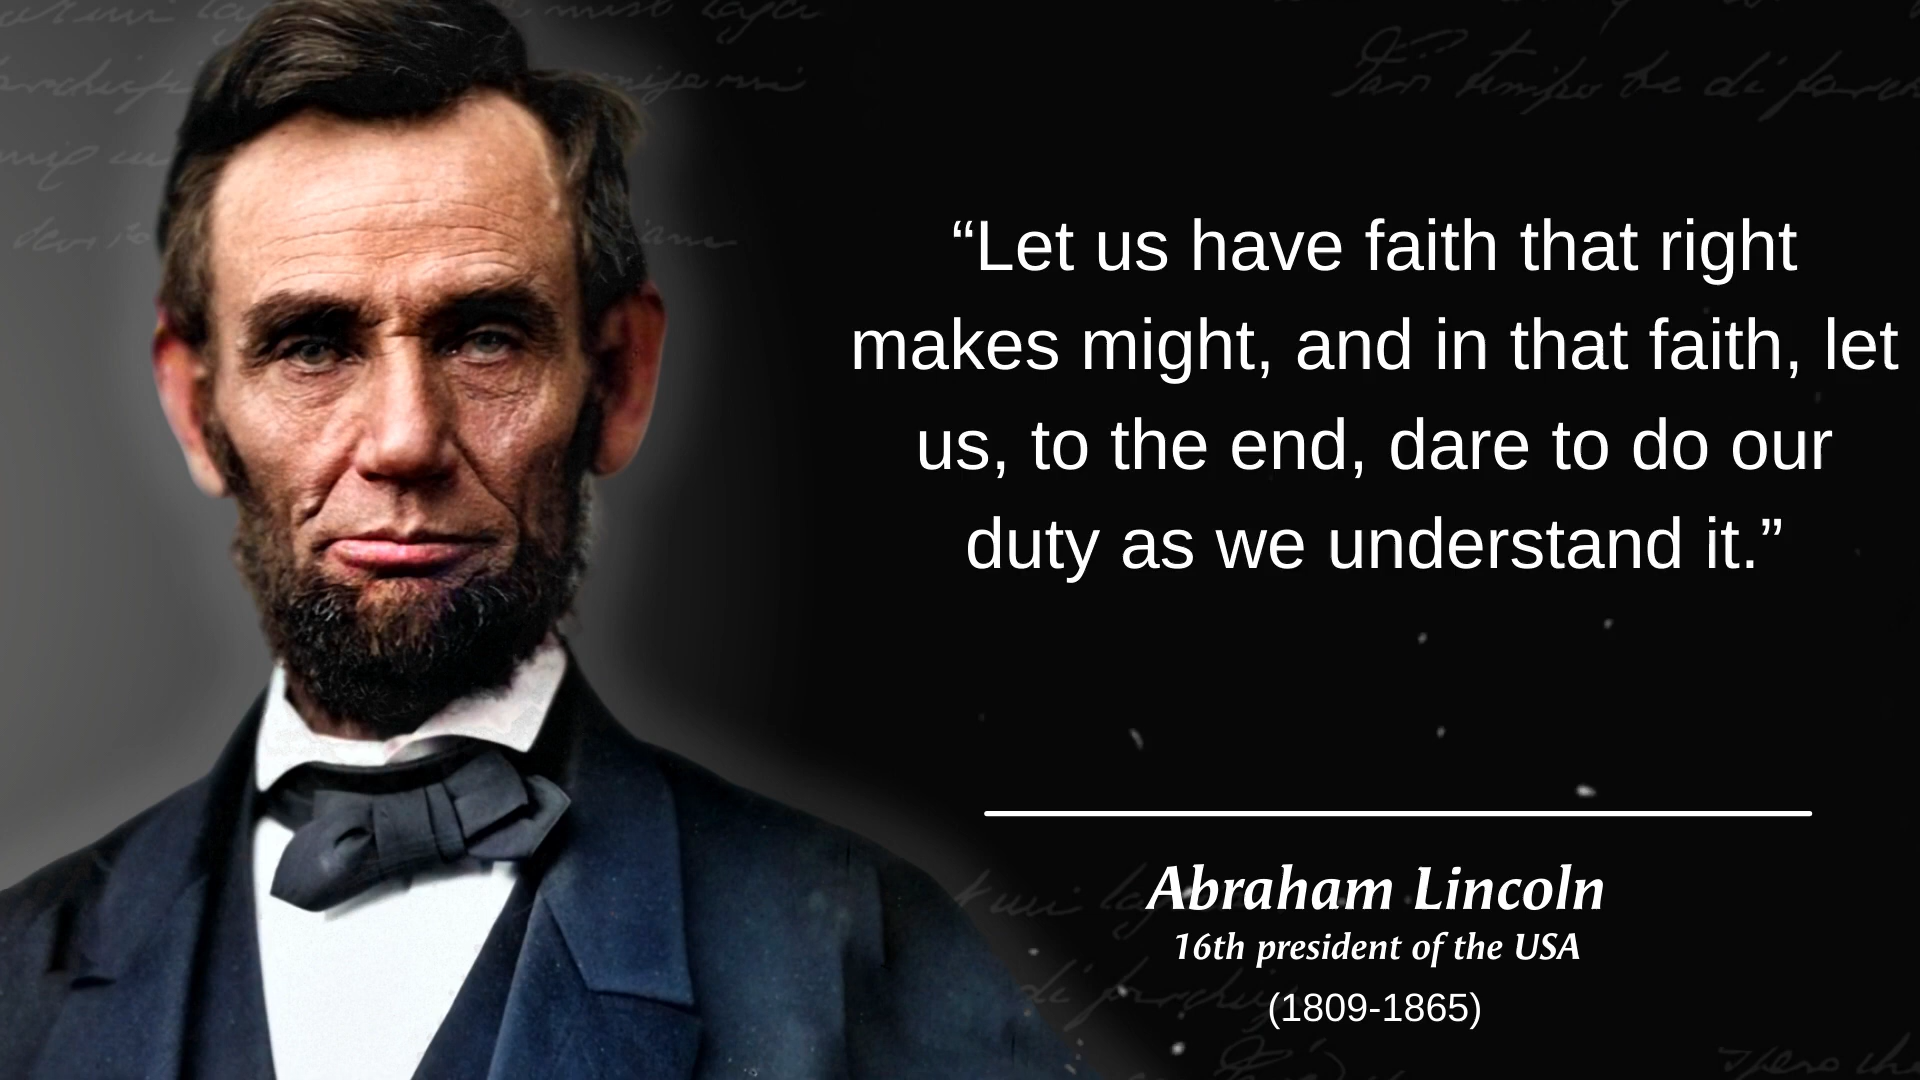 “Let us have faith that right
makes might, and in that faith, let
us, to the end, dare to do our
duty as we understand it.”
Abraham Lincoln
16th president of the USA
(1809-1865)